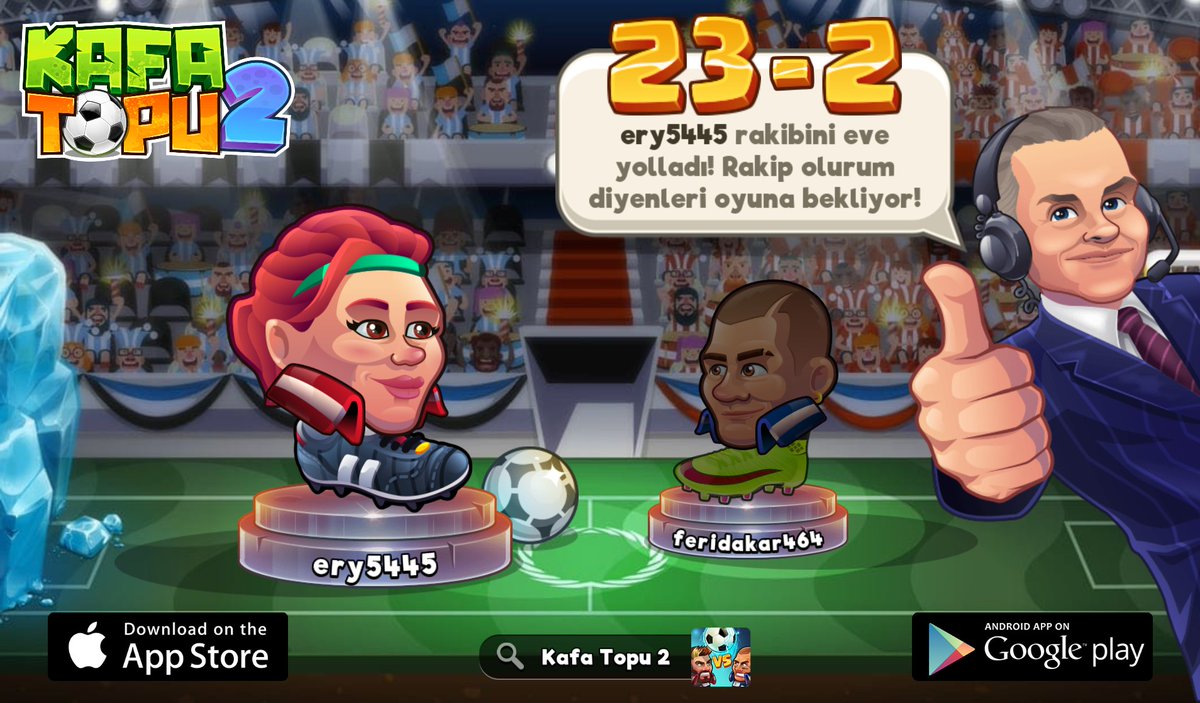 KAFA
TOPU 2
23-2
ery5445 rakibini eve
yolladı! Rakip olurum
diyenleri oyuna bekliyor!
ery5445
feridakar464
Download on the
App Store
Kafa Topu 2
VS
ANDROID APP ON
Google play